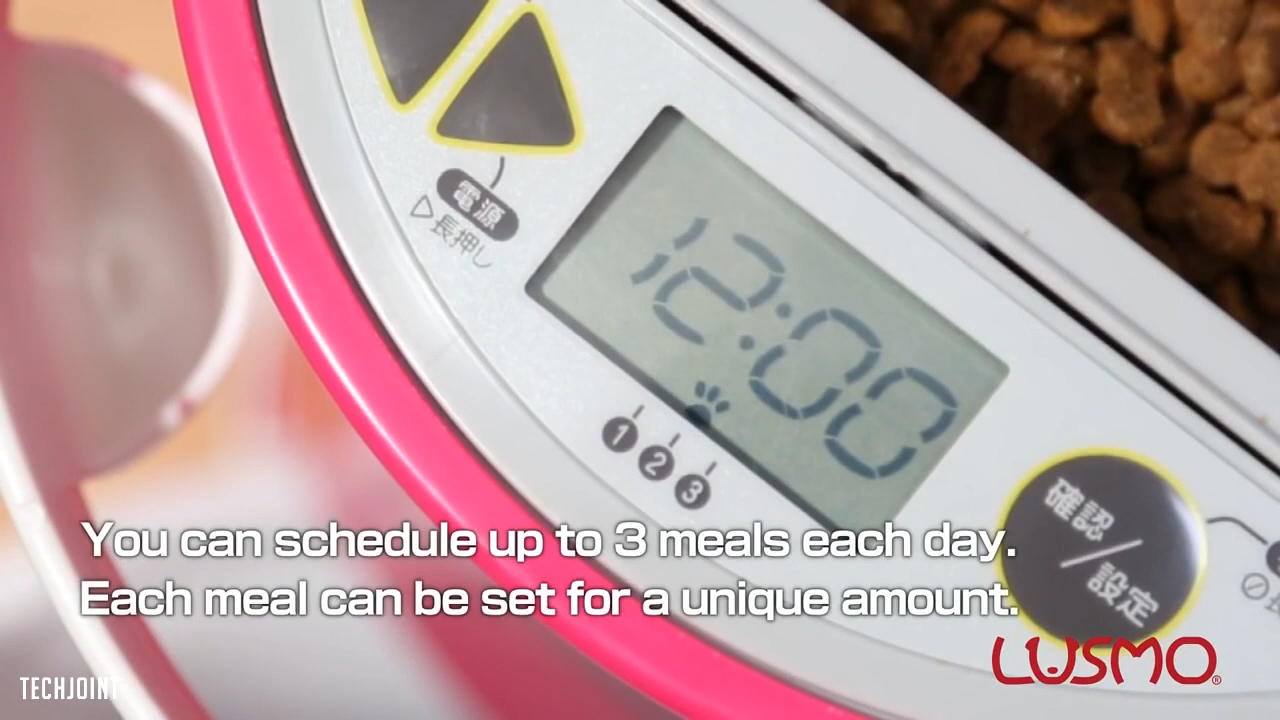 電源
▷長押し
12:00
1 2 3
確認
/設定
You can schedule up to 3 meals each day.
Each meal can be set for a unique amount.
LUSMO®
TECHJOINT